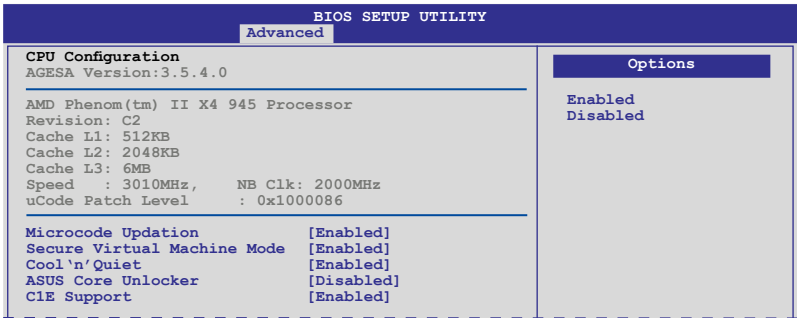 BIOS SETUP UTILITY
Advanced
CPU Configuration
AGESA Version:3.5.4.0
AMD Phenom(tm) II X4 945 Processor
Revision: C2
Cache L1: 512KB
Cache L2: 2048KB
Cache L3: 6MB
Speed : 3010MHz, NB Clk: 2000MHz
uCode Patch Level : 0x1000086
Microcode Updation [Enabled]
Secure Virtual Machine Mode [Enabled]
Cool‘n’Quiet [Enabled]
ASUS Core Unlocker [Disabled]
C1E Support [Enabled]
Options
Enabled
Disabled